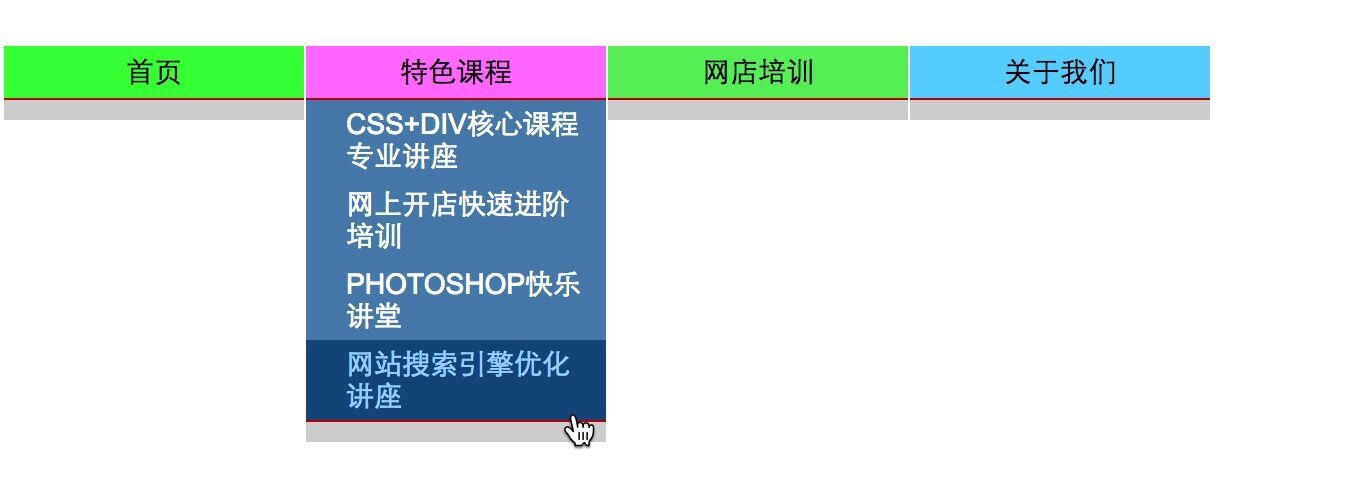 首页
特色课程
网店培训
关于我们
CSS+DIV核心课程
专业讲座
网上开店快速进阶
培训
PHOTOSHOP快乐
讲堂
网站搜索引擎优化
讲座